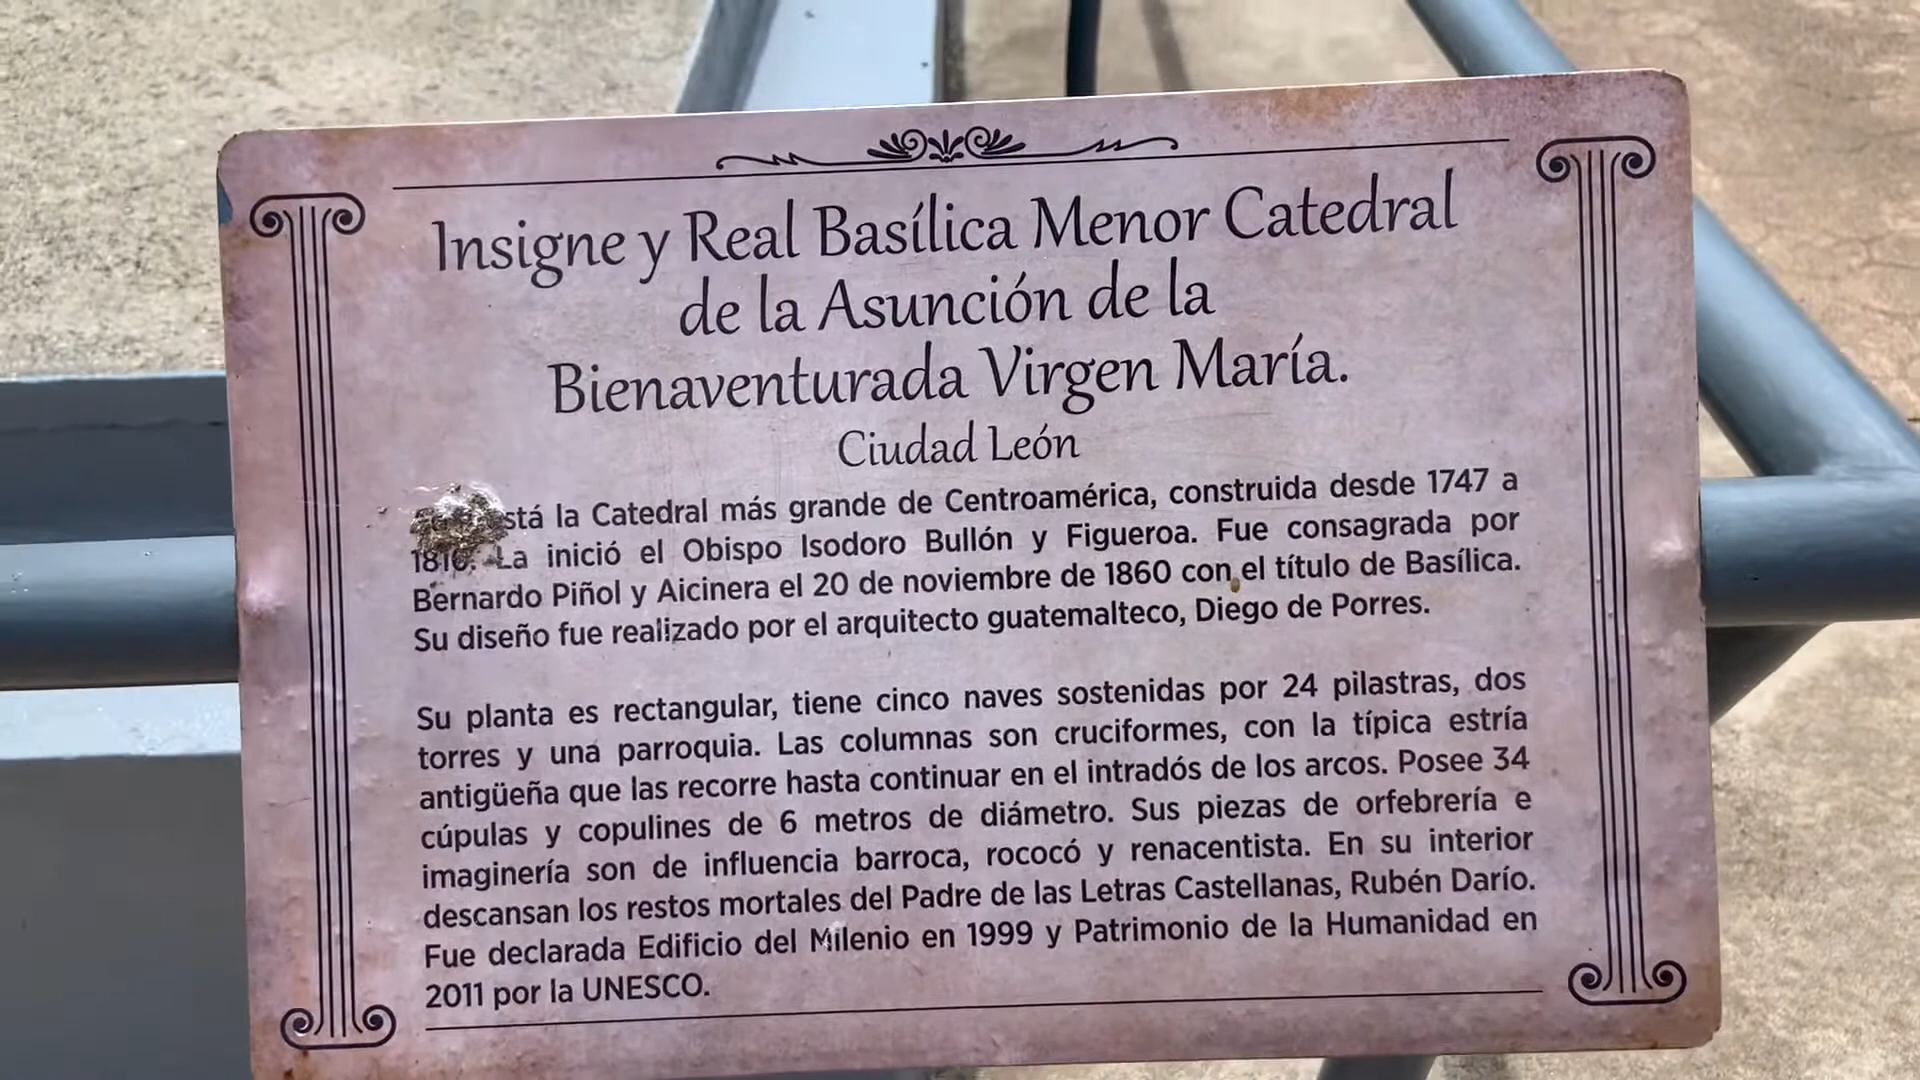 Insigne y Real Basílica Menor Catedral
de la Asunción de la
Bienaventurada Virgen María.
Ciudad León
la Catedral más grande de Centroamérica, construida desde 1747 a
La inició el Obispo Isodoro Bullón y Figueroa. Fue consagrada por
Bernardo Piñol y Aicinera el 20 de noviembre de 1860 con el título de Basílica.
Su diseño fue realizado por el arquitecto guatemalteco, Diego de Porres.
Su planta es rectangular, tiene cinco naves sostenidas por 24 pilastras, dos
torres y una parroquia. Las columnas son cruciformes, con la típica estría
antigüeña que las recorre hasta continuar en el intradós de los arcos. Posee 34
cúpulas y copulines de 6 metros de diámetro. Sus piezas de orfebrería e
imaginería son de influencia barroca, rococó y renacentista. En su interior
descansan los restos mortales del Padre de las Letras Castellanas, Rubén Darío.
Fue declarada Edificio del Milenio en 1999 y Patrimonio de la Humanidad en
2011 por la UNESCO.